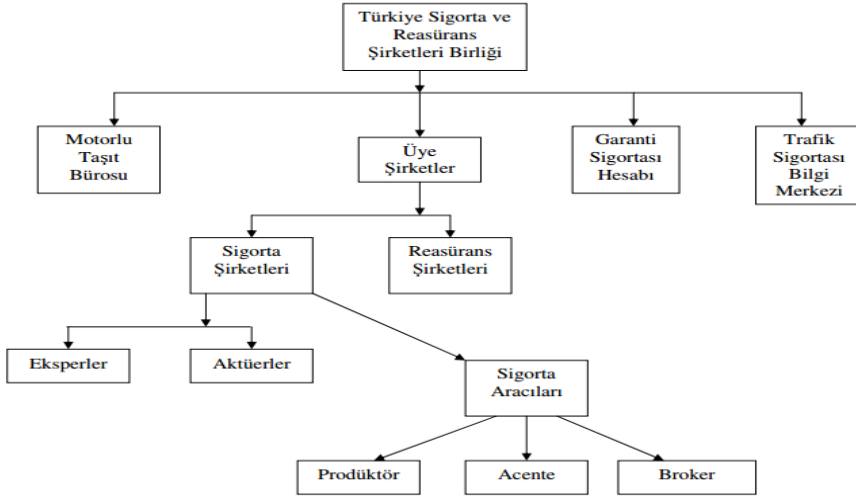 Türkiye Sigorta ve
Reasürans
Şirketleri Birliği
Motorlu
Taşıt
Bürosu
Üye
Şirketler
Garanti
Sigortası
Hesabı
Trafik
Sigortası
Bilgi
Merkezi
Sigorta
Şirketleri
Reasürans
Şirketleri
Eksperler
Aktüerler
Sigorta
Aracıları
Prodüktör
Acente
Broker